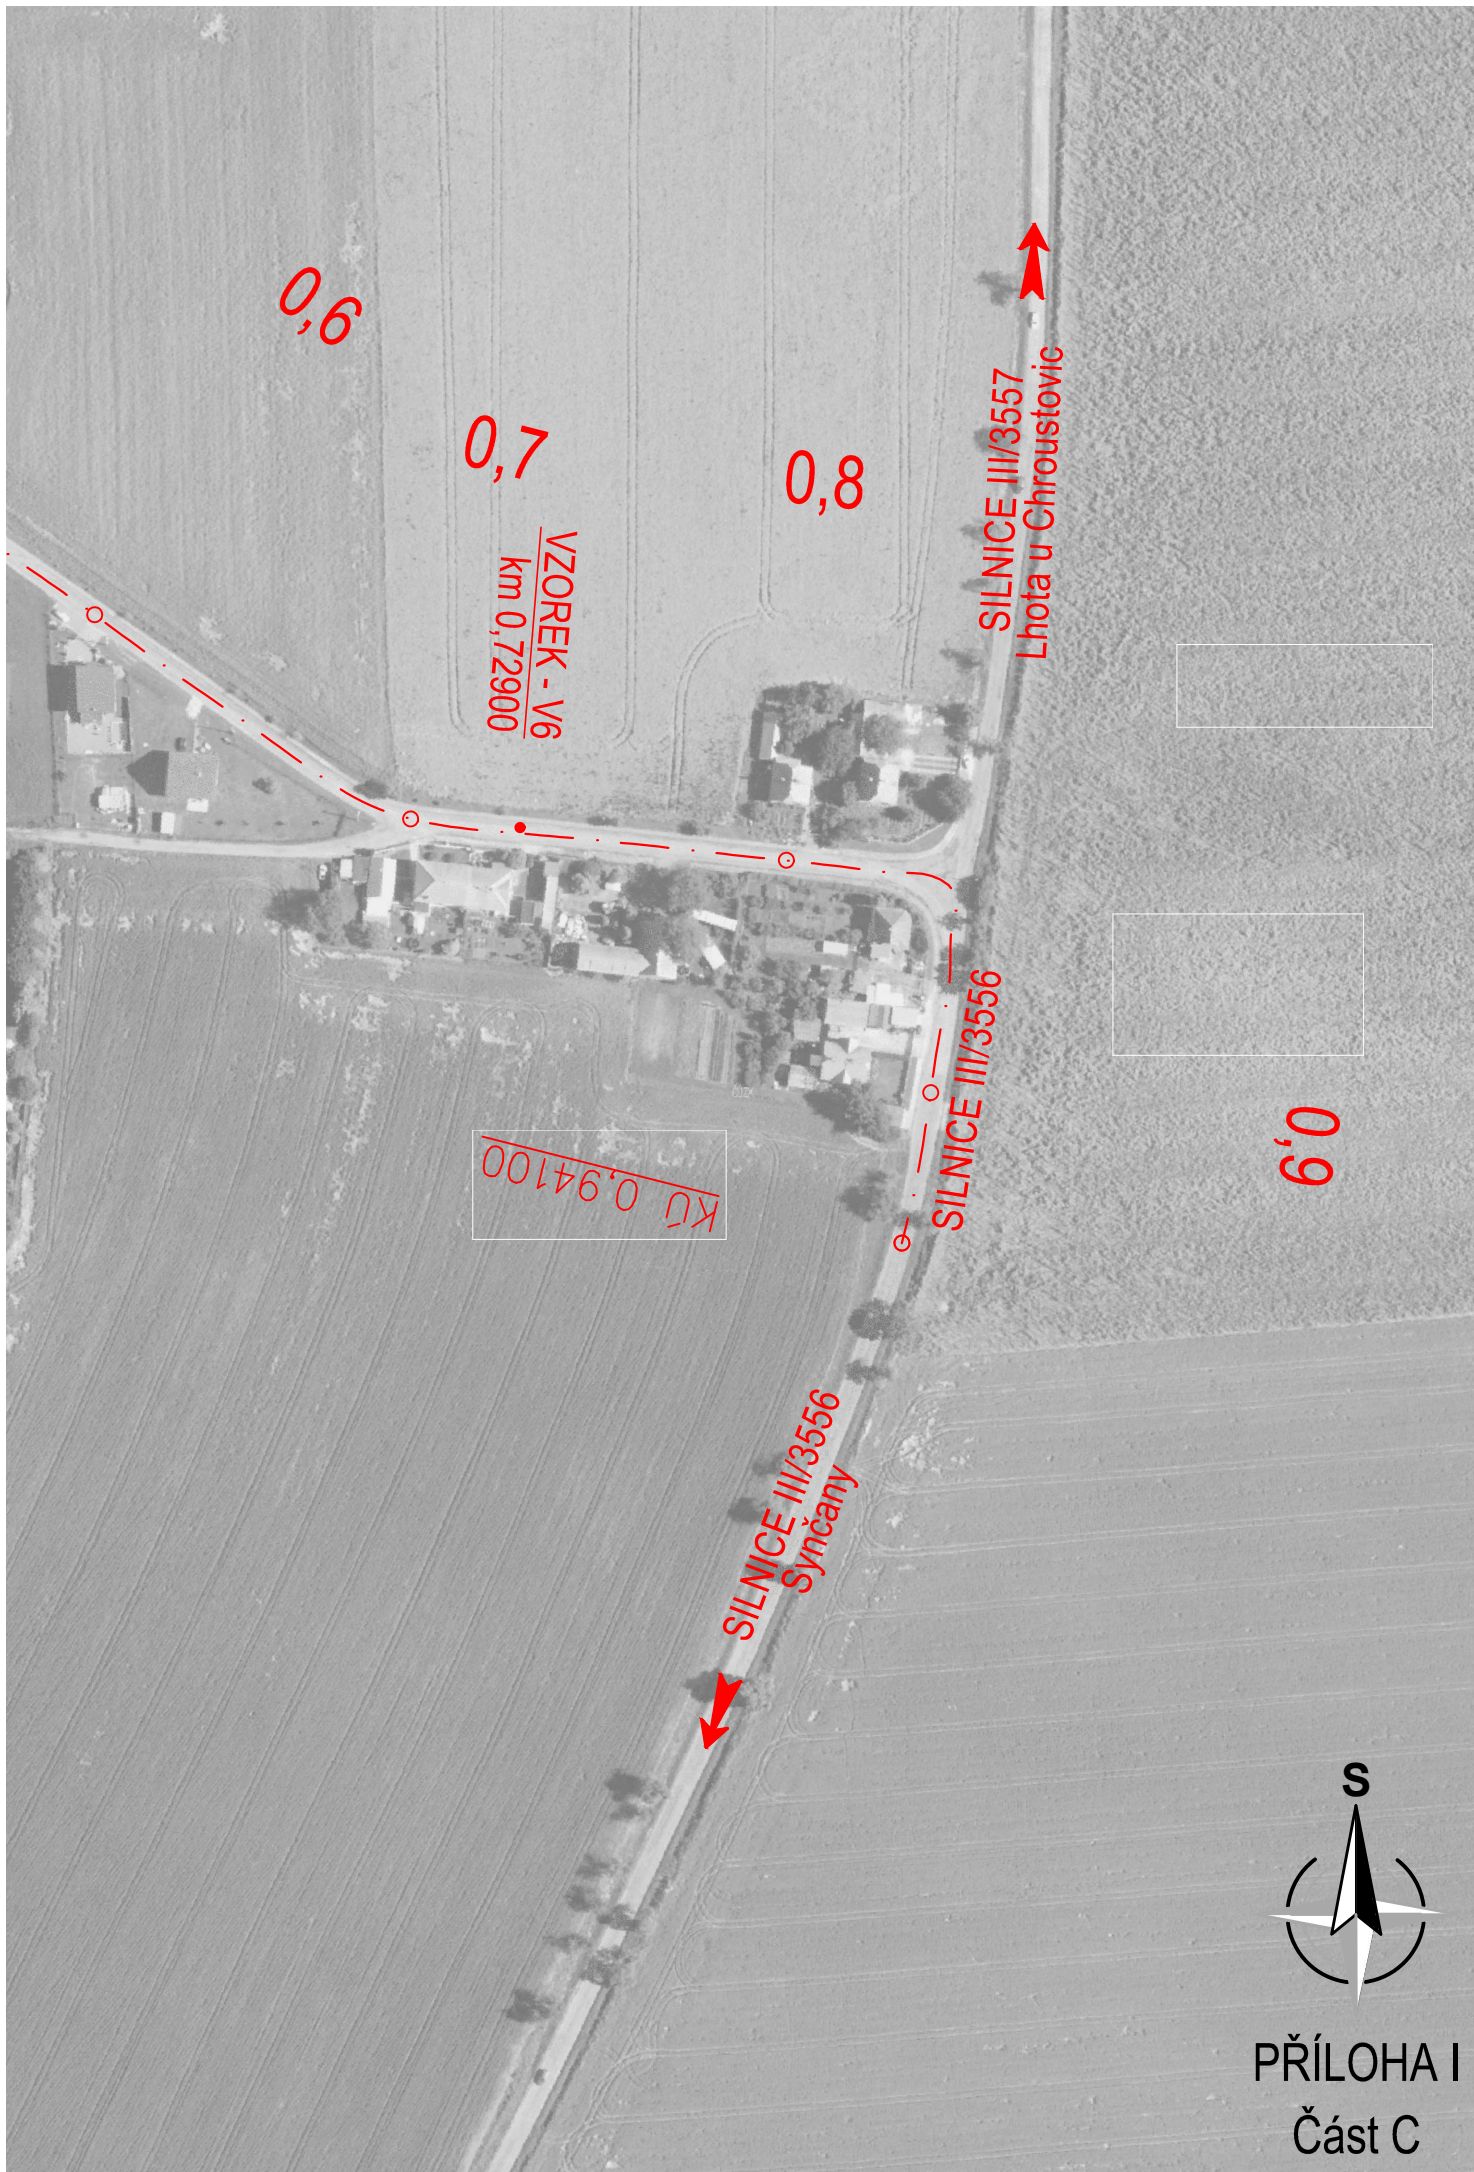 0,6
0,7
0,8
SILNICE III/3557
Lhota u Chroustovic
VZOREK - V6
km 0,72900
SILNICE III/3556
0,9
KÚ 0,94100
SILNICE III/3556
Synčany
S
PŘÍLOHA I
Část C